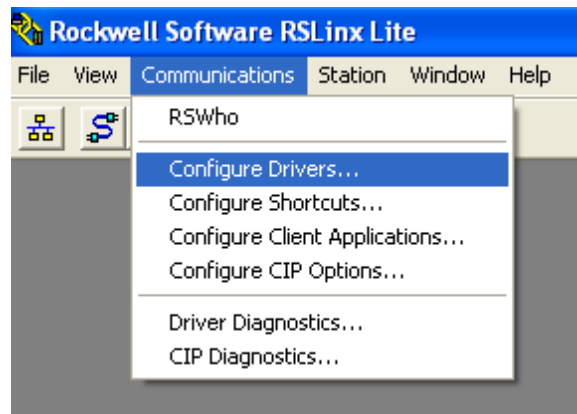 Rockwell Software RSLinx Lite
File View Communications Station Window Help
RSWho
Configure Drivers...
Configure Shortcuts...
Configure Client Applications...
Configure CIP Options...
Driver Diagnostics...
CIP Diagnostics...